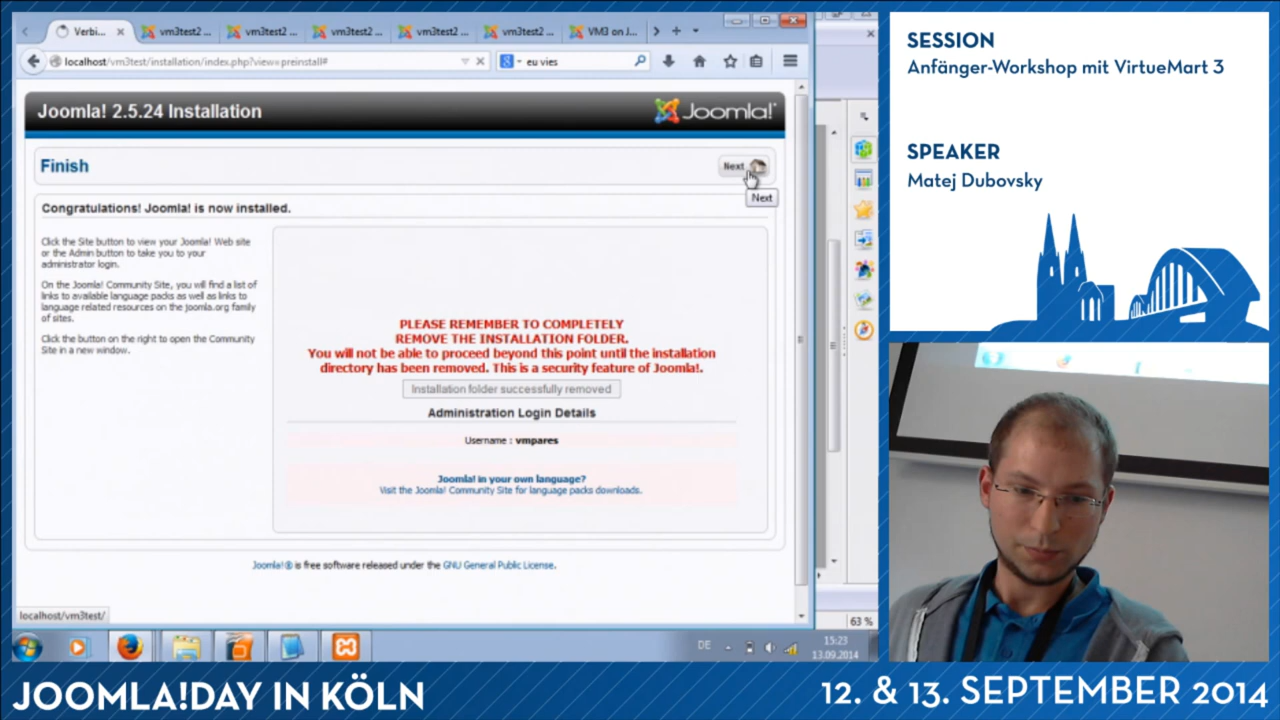 Verbi...
vm3test2 ...
vm3test2 ...
vm3test2 ...
vm3test2 ...
vm3test2 ...
VM3 on J...
localhost/vm3test/installation/index.php?view=preinstall#
eu vies
Joomla! 2.5.24 Installation
Joomla!
Finish
Next
Next
Congratulations! Joomla! is now installed.
Click the Site button to view your Joomla! Web site
or the Admin button to take you to your
administrator login.
On the Joomla! Community Site, you will find a list of
links to available language packs as well as links to
language related resources on the joomla.org family
of sites.
Click the button on the right to open the Community
Site in a new window.
PLEASE REMEMBER TO COMPLETELY
REMOVE THE INSTALLATION FOLDER.
You will not be able to proceed beyond this point until the installation
directory has been removed. This is a security feature of Joomla!.
Installation folder successfully removed
Administration Login Details
Username : vmpares
Joomla! in your own language?
Visit the Joomla! Community Site for language packs downloads.
Joomla!® is free software released under the GNU General Public License.
localhost/vm3test/
63 %
DE
15:23
13.09.2014
SESSION
Anfänger-Workshop mit VirtueMart 3
SPEAKER
Matej Dubovsky
JOOMLA!DAY IN KÖLN
12. & 13. SEPTEMBER 2014